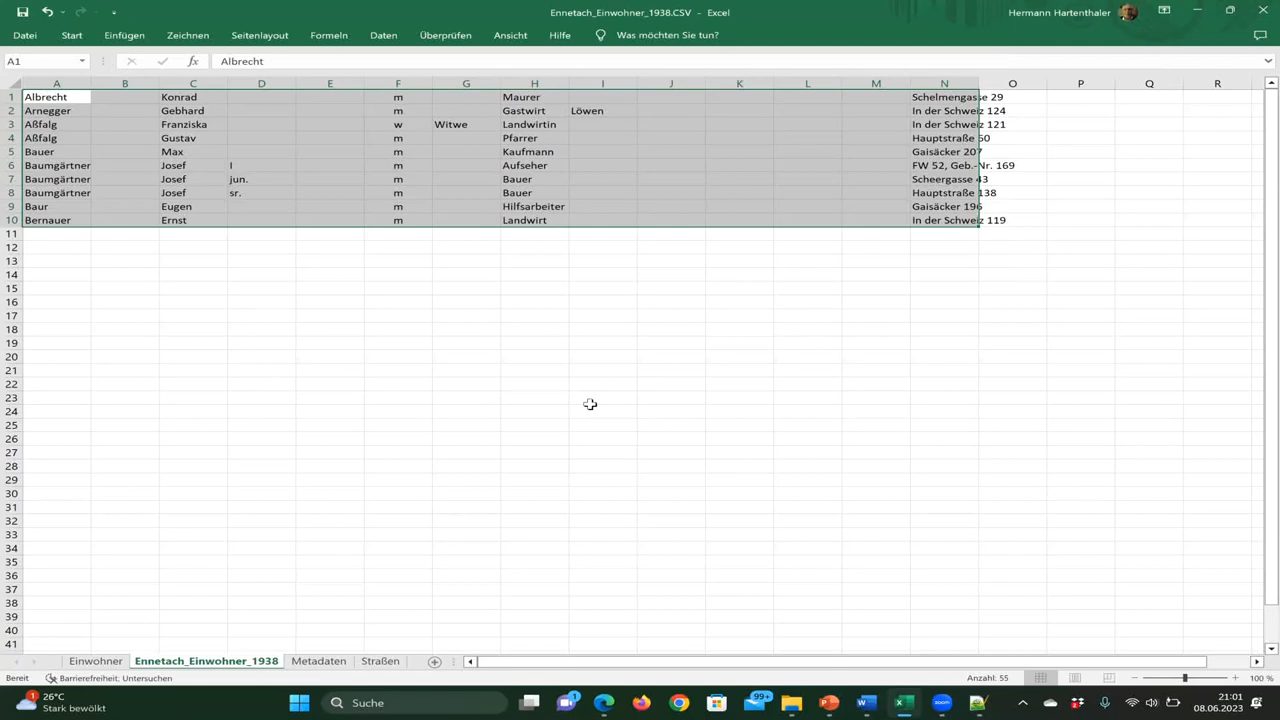 Ennetach_Einwohner_1938.CSV - Excel
Hermann Hartenthaler
Datei Start Einfügen Zeichnen Seitenlayout Formeln Daten Überprüfen Ansicht Hilfe Was möchten Sie tun?
A1 fx Albrecht
A B C D E F G H I J K L M N O P Q R
1 Albrecht Konrad m Maurer Schelmengasse 29
2 Arnegger Gebhard m Gastwirt Löwen In der Schweiz 124
3 Aßfalg Franziska w Witwe Landwirtin In der Schweiz 121
4 Aßfalg Gustav m Pfarrer Hauptstraße 60
5 Bauer Max m Kaufmann Gaisäcker 207
6 Baumgärtner Josef I m Aufseher FW 52, Geb.-Nr. 169
7 Baumgärtner Josef jun. m Bauer Scheergasse 43
8 Baumgärtner Josef sr. m Bauer Hauptstraße 138
9 Baur Eugen m Hilfsarbeiter Gaisäcker 196
10 Bernauer Ernst m Landwirt In der Schweiz 119
11
12
13
14
15
16
17
18
19
20
21
22
23
24
25
26
27
28
29
30
31
32
33
34
35
36
37
38
39
40
41
Einwohner Ennetach_Einwohner_1938 Metadaten Straßen
Bereit Barrierefreiheit: Untersuchen Anzahl: 55 100 %
1 26°C
Stark bewölkt
Suche
1
99+
zoom
21:01
08.06.2023